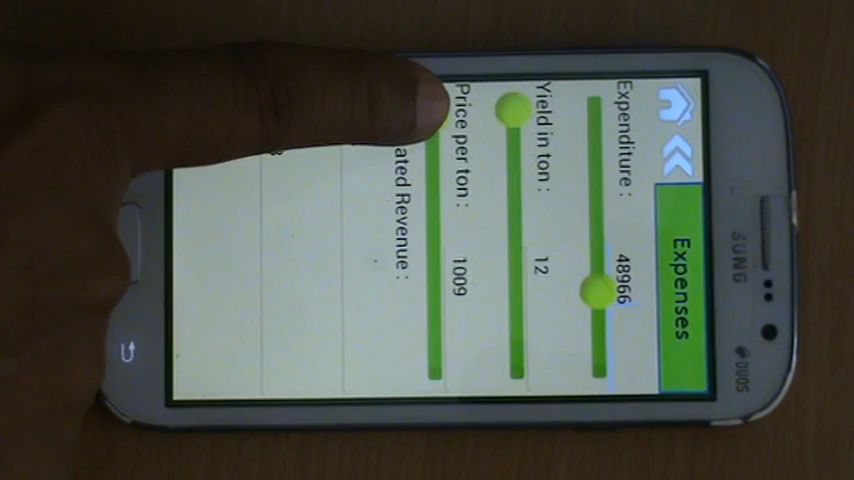 SUNG
DUOS
Expenses
Expenditure : 48966
Yield in ton : 12
Price per ton : 1009
ated Revenue :